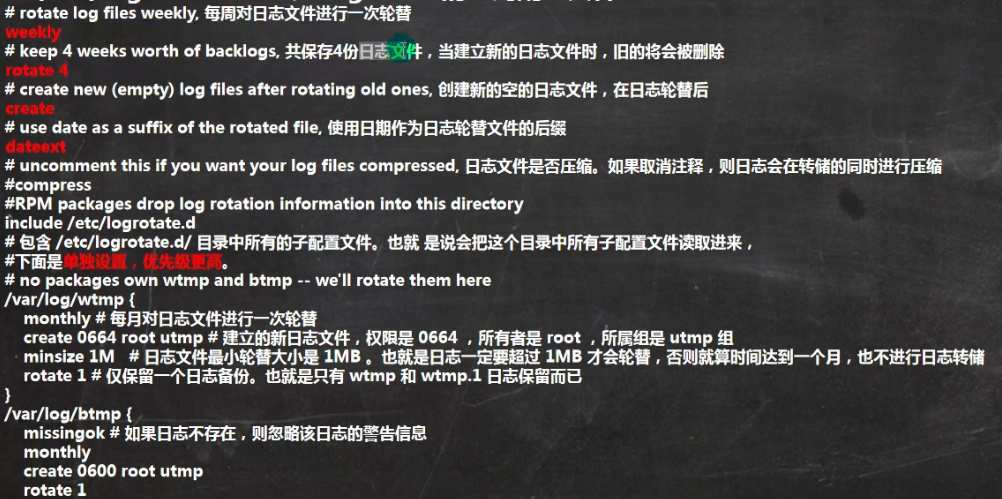 # rotate log files weekly, 每周对日志文件进行一次轮替
weekly
# keep 4 weeks worth of backlogs, 共保存4份日志文件，当建立新的日志文件时，旧的将会被删除
rotate 4
# create new (empty) log files after rotating old ones, 创建新的空的日志文件，在日志轮替后
create
# use date as a suffix of the rotated file, 使用日期作为日志轮替文件的后缀
dateext
# uncomment this if you want your log files compressed, 日志文件是否压缩。如果取消注释，则日志会在转储的同时进行压缩
#compress
#RPM packages drop log rotation information into this directory
include /etc/logrotate.d
# 包含 /etc/logrotate.d/ 目录中所有的子配置文件。也就 是说会把这个目录中所有子配置文件读取进来，
#下面是单独设置，优先级更高。
# no packages own wtmp and btmp -- we'll rotate them here
/var/log/wtmp {
monthly # 每月对日志文件进行一次轮替
create 0664 root utmp # 建立的新日志文件，权限是 0664 ，所有者是 root ，所属组是 utmp 组
minsize 1M # 日志文件最小轮替大小是 1MB 。也就是日志一定要超过 1MB 才会轮替，否则就算时间达到一个月，也不进行日志转储
rotate 1 # 仅保留一个日志备份。也就是只有 wtmp 和 wtmp.1 日志保留而已
}
/var/log/btmp {
missingok # 如果日志不存在，则忽略该日志的警告信息
monthly
create 0600 root utmp
rotate 1